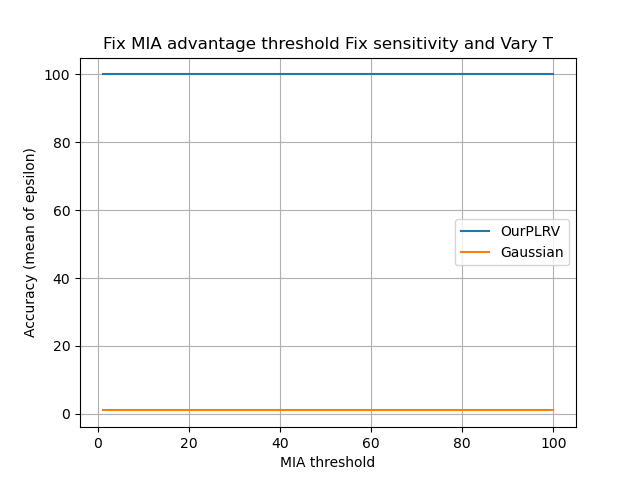 Fix MIA advantage threshold Fix sensitivity and Vary T
Accuracy (mean of epsilon)
100
80
60
40
20
0
OurPLRV
Gaussian
0 20 40 60 80 100
MIA threshold